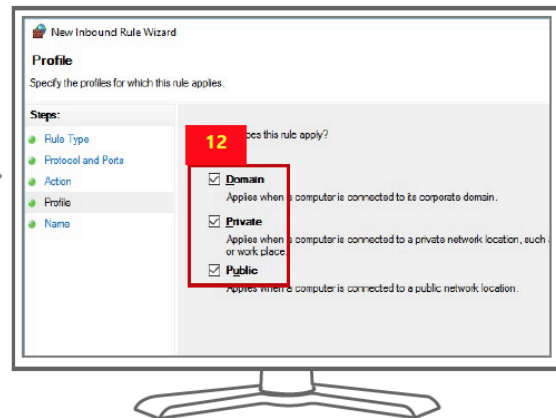 New Inbound Rule Wizard
Profile
Specify the profiles for which this rule applies.
Steps:
Rule Type
Protocol and Ports
Action
Profile
Name
12
does this rule apply?
Domain
Applies when a computer is connected to its corporate domain.
Private
Applies when a computer is connected to a private network location, such
or work place.
Public
Applies when a computer is connected to a public network location.